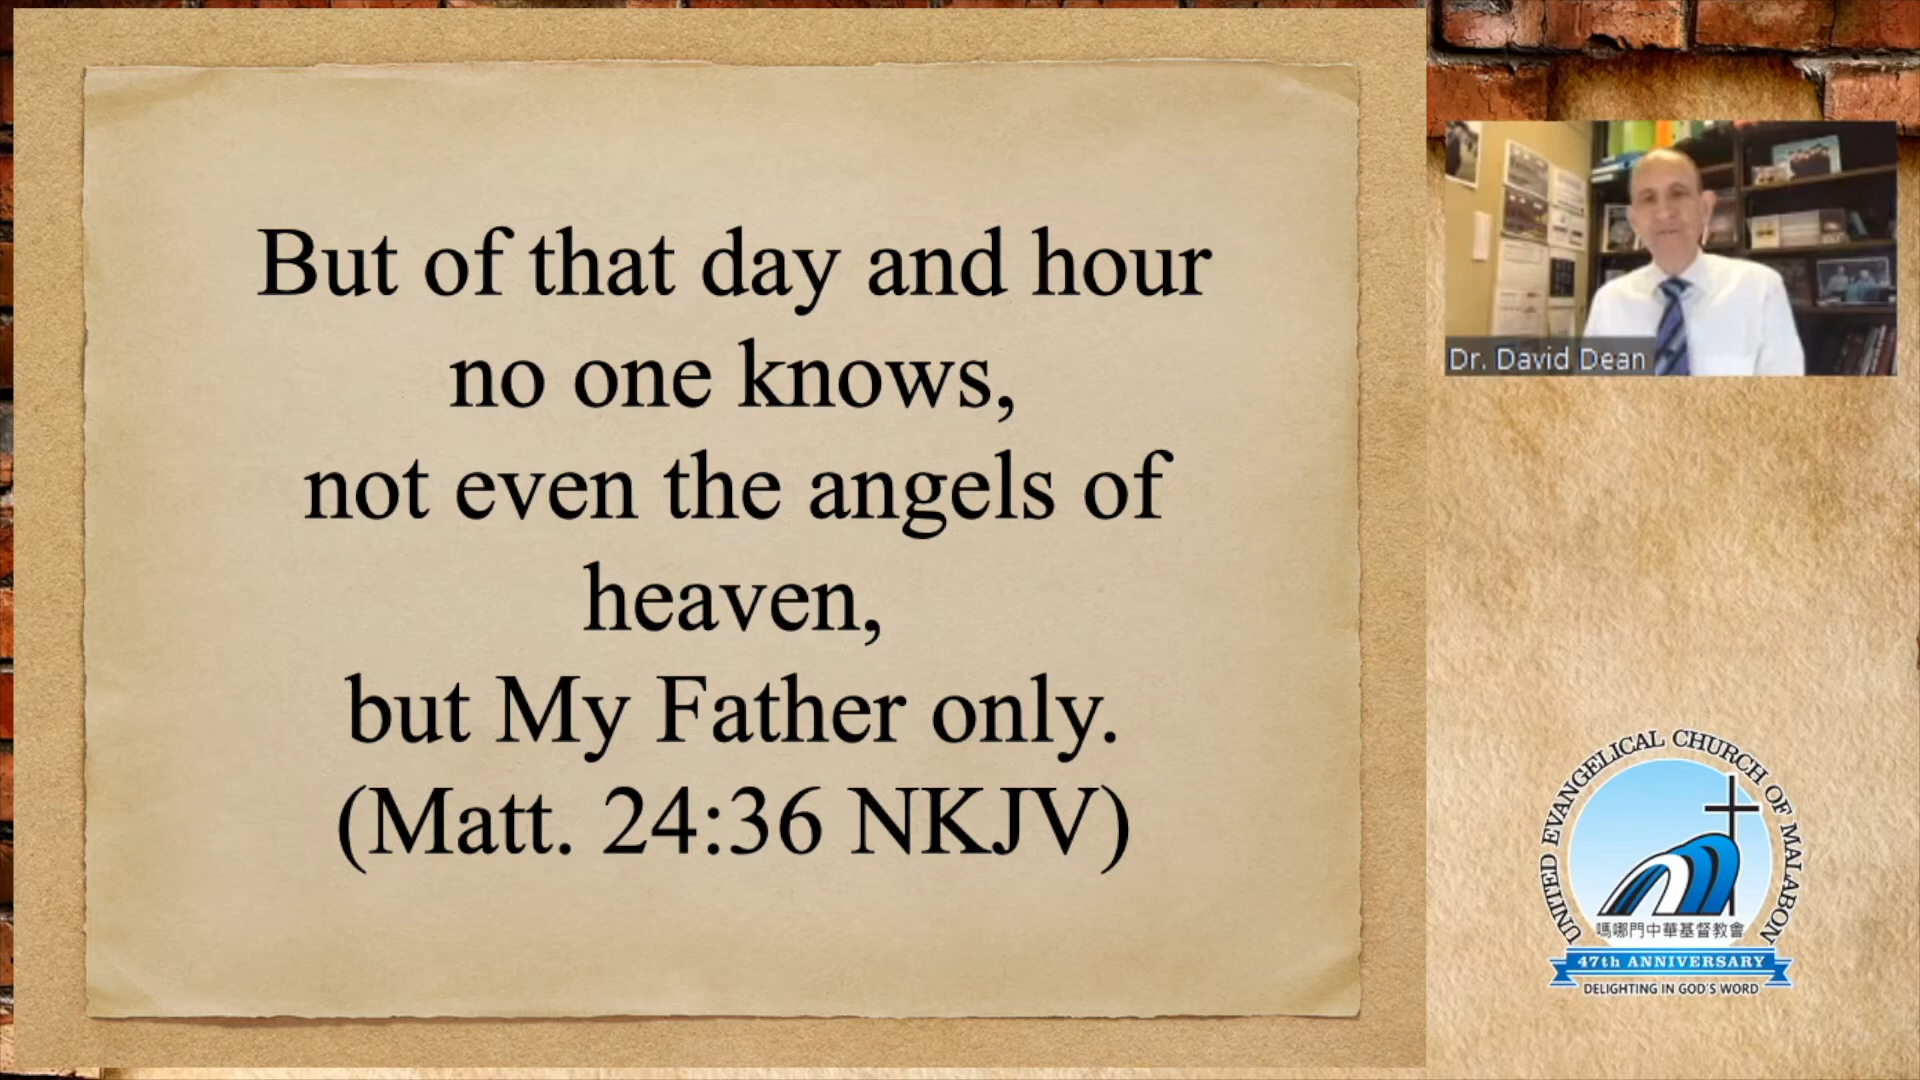 But of that day and hour
no one knows,
not even the angels of
heaven,
but My Father only.
(Matt. 24:36 NKJV)
Dr. David Dean
UNITED EVANGELICAL CHURCH OF MALABON
嗎哪門中華基督教會
47th ANNIVERSARY
DELIGHTING IN GOD'S WORD